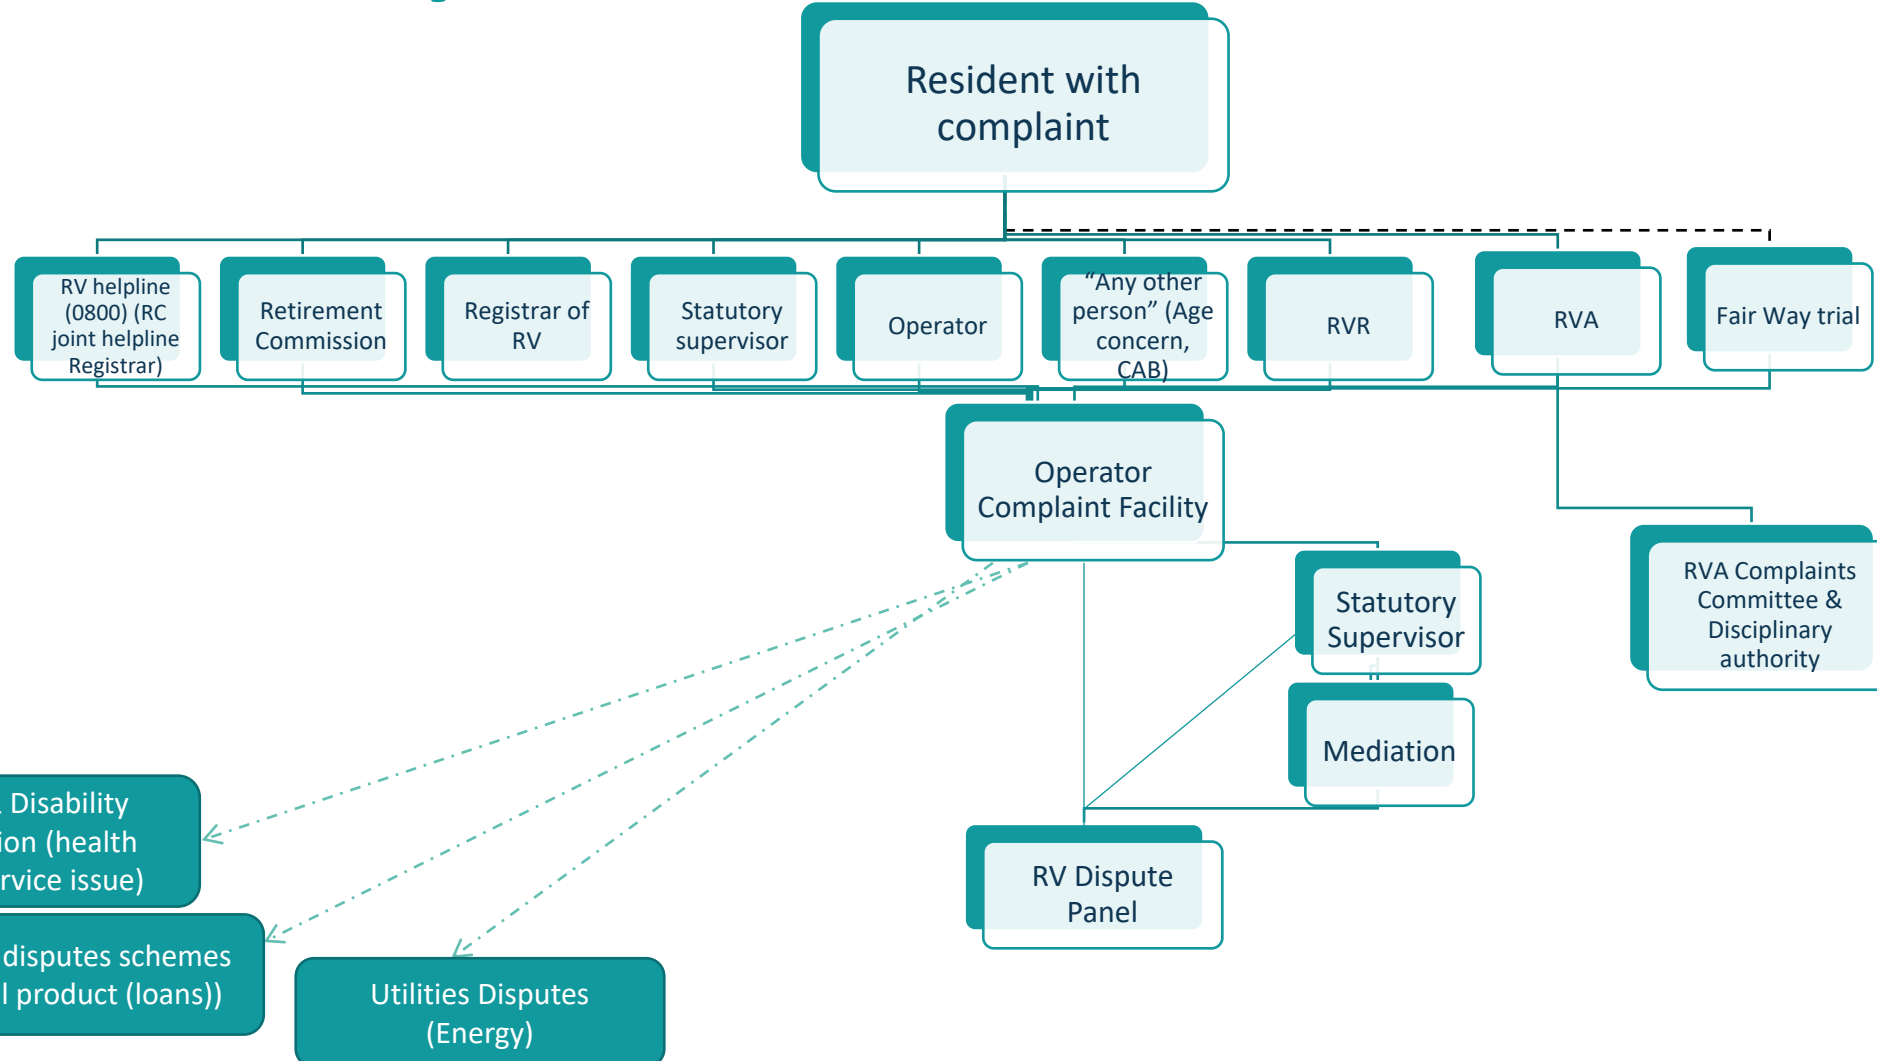 Resident with
complaint
RV helpline
(0800) (RC
joint helpline
Registrar)
Retirement
Commission
Registrar of
RV
Statutory
supervisor
Operator
“Any other
person” (Age
concern,
CAB)
RVR
RVA
Fair Way trial
Operator
Complaint Facility
Statutory
Supervisor
RVA Complaints
Committee &
Disciplinary
authority
Mediation
Disability
(health
issue)
RV Dispute
Panel
disputes schemes
product (loans))
Utilities Disputes
(Energy)